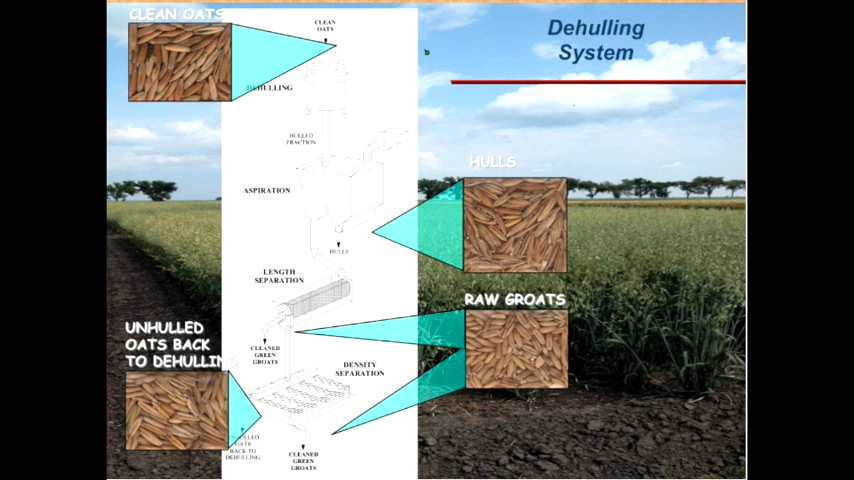 CLEAN OATS
Dehulling
System
CLEAN
OATS
DEHULLING
HULLED
FRACTION
HULLS
ASPIRATION
HULLS
LENGTH
SEPARATION
RAW GROATS
UNHULLED
OATS BACK
TO DEHULLIN
CLEANED
GREEN
GROATS
DENSITY
SEPARATION
OATS
BACK TO
DEHULLING
CLEANED
GREEN
GROATS